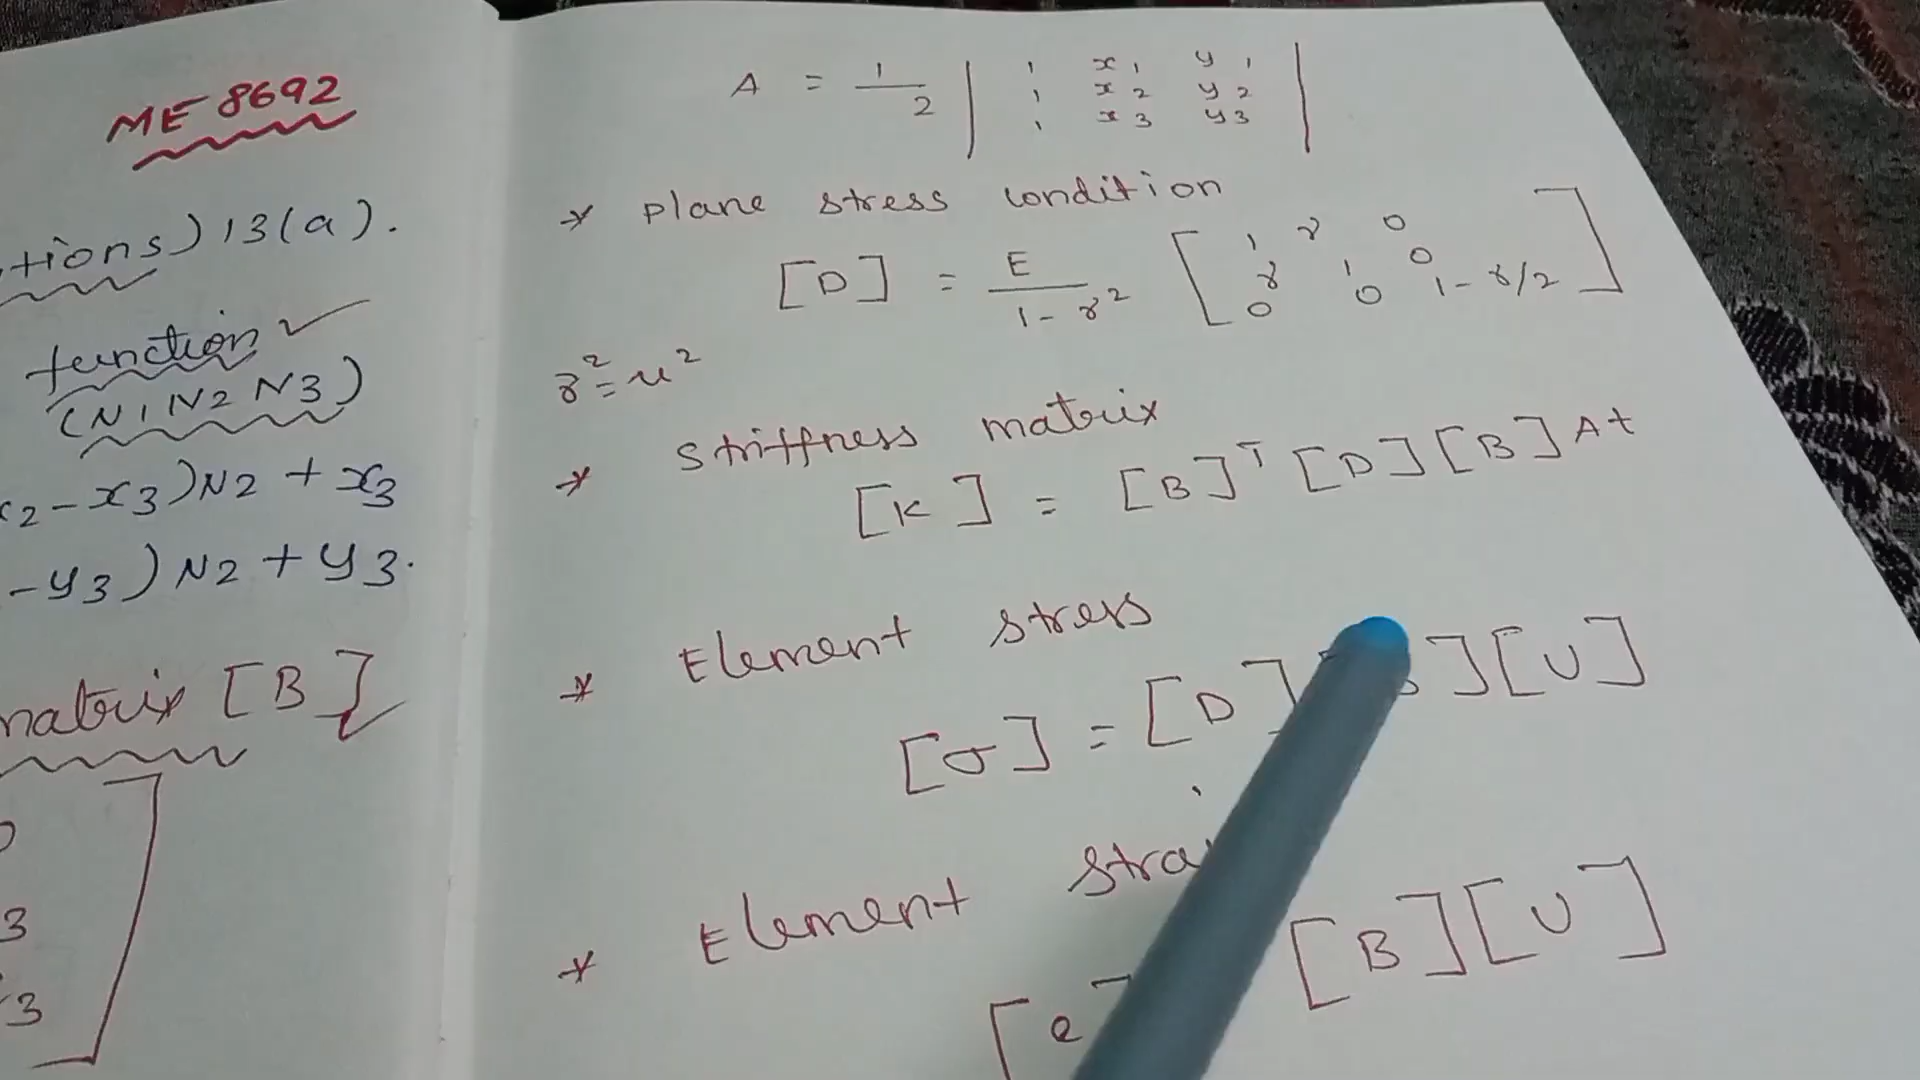 ME 8692
tions) 13(a).
function ✓
(N1 N2 N3)
x2-x3)N2 + x3
-y3)N2 + y3.
matrix [B]
3
3
A = 1/2 | 1 x1 y1
1 x2 y2
1 x3 y3 |
* Plane stress condition
[D] = E/1-γ² [ 1 γ 0
γ 1 0
0 0 1-γ/2 ]
γ²=u²
* Striffness matrix
[K] = [B]ᵀ [D] [B] At
* Element stress
[σ] = [D] ] [U]
* Element stra
[e] [B] [U]